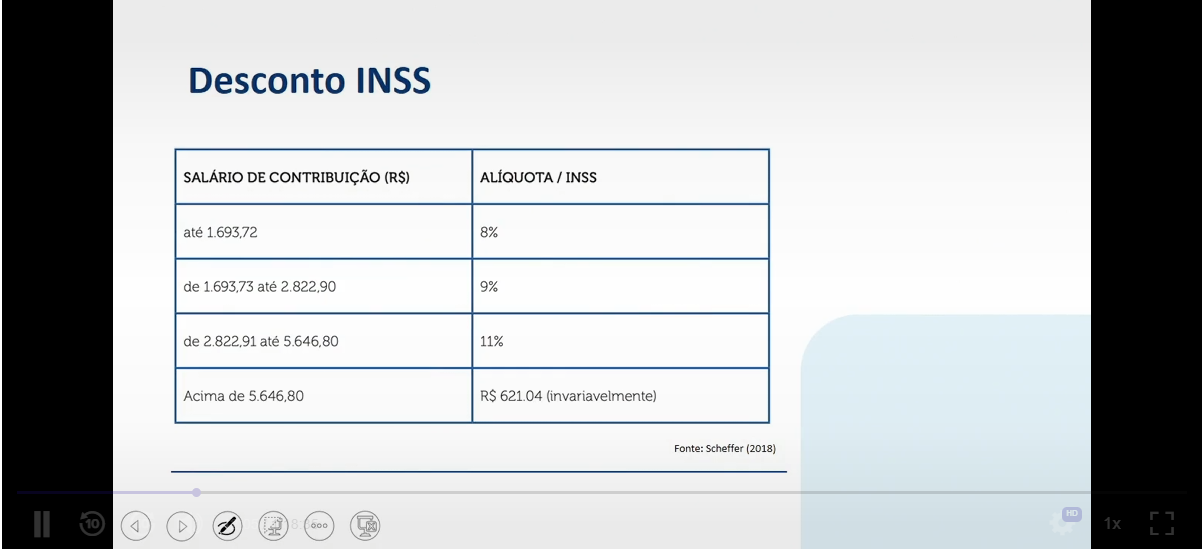 Desconto INSS
SALÁRIO DE CONTRIBUIÇÃO (R$) ALÍQUOTA / INSS
até 1.693,72 8%
de 1.693,73 até 2.822,90 9%
de 2.822,91 até 5.646,80 11%
Acima de 5.646,80 R$ 621.04 (invariavelmente)
Fonte: Scheffer (2018)
10
HD
1x